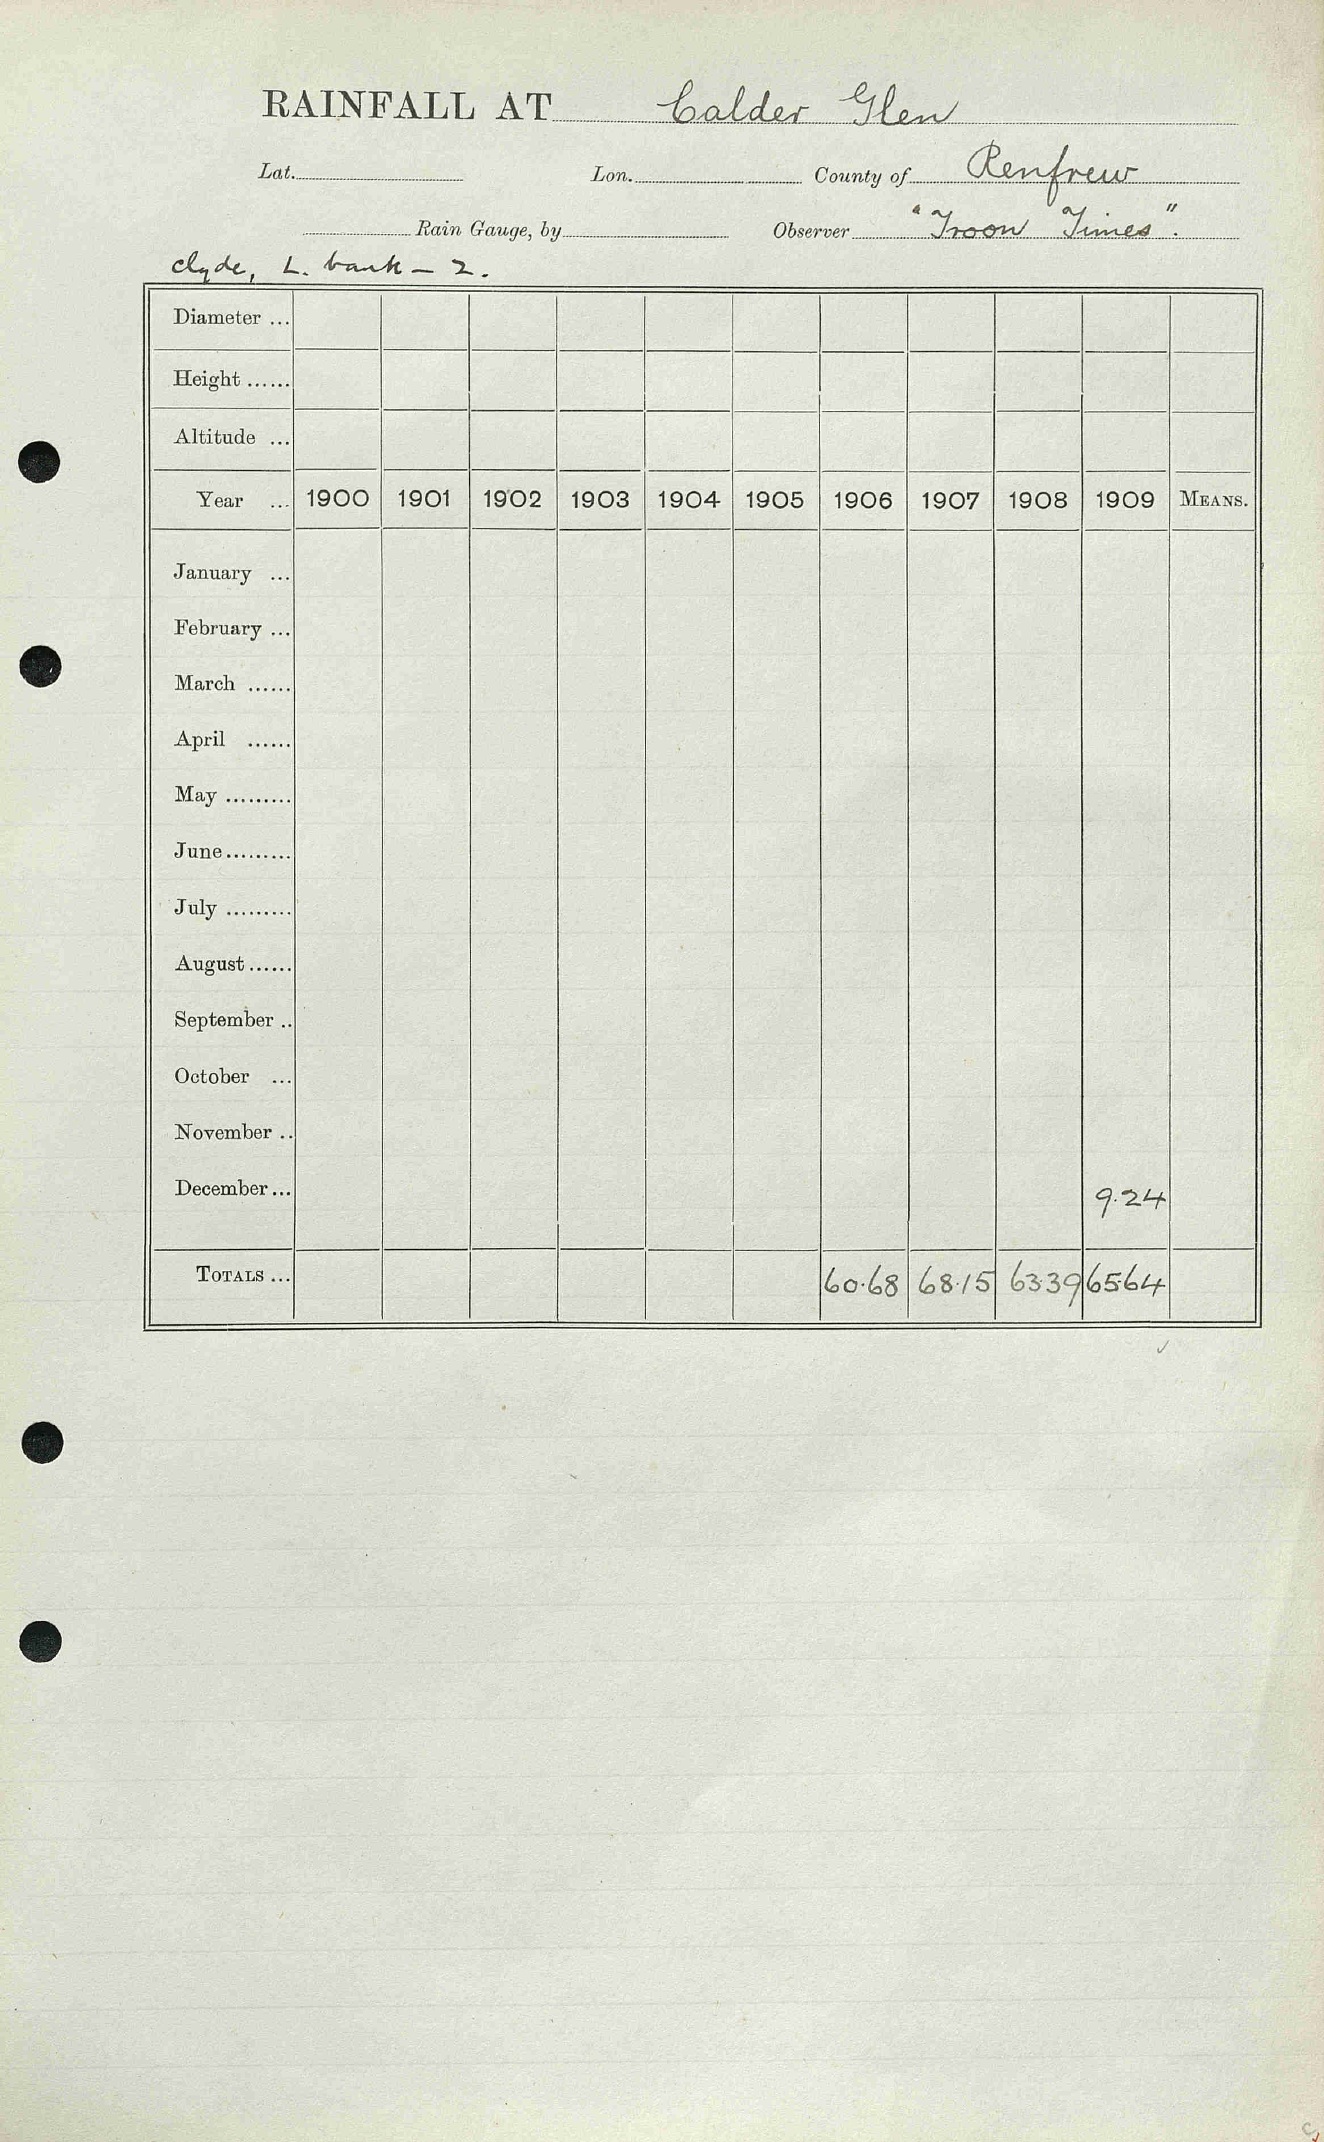 RAINFALL AT Calder Glen
Lat. Lon. County of Renfrew
Rain Gauge, by Observer "Troon Times".
Clyde, L. bank - 2.
Diameter ...
Height ......
Altitude ...
Year ... 1900 1901 1902 1903 1904 1905 1906 1907 1908 1909 MEANS.
January ...
February ...
March ......
April ......
May .........
June.........
July .........
August......
September ..
October ...
November ..
December... 9.24
TOTALS ... 60.68 68.15 63.39 65.64